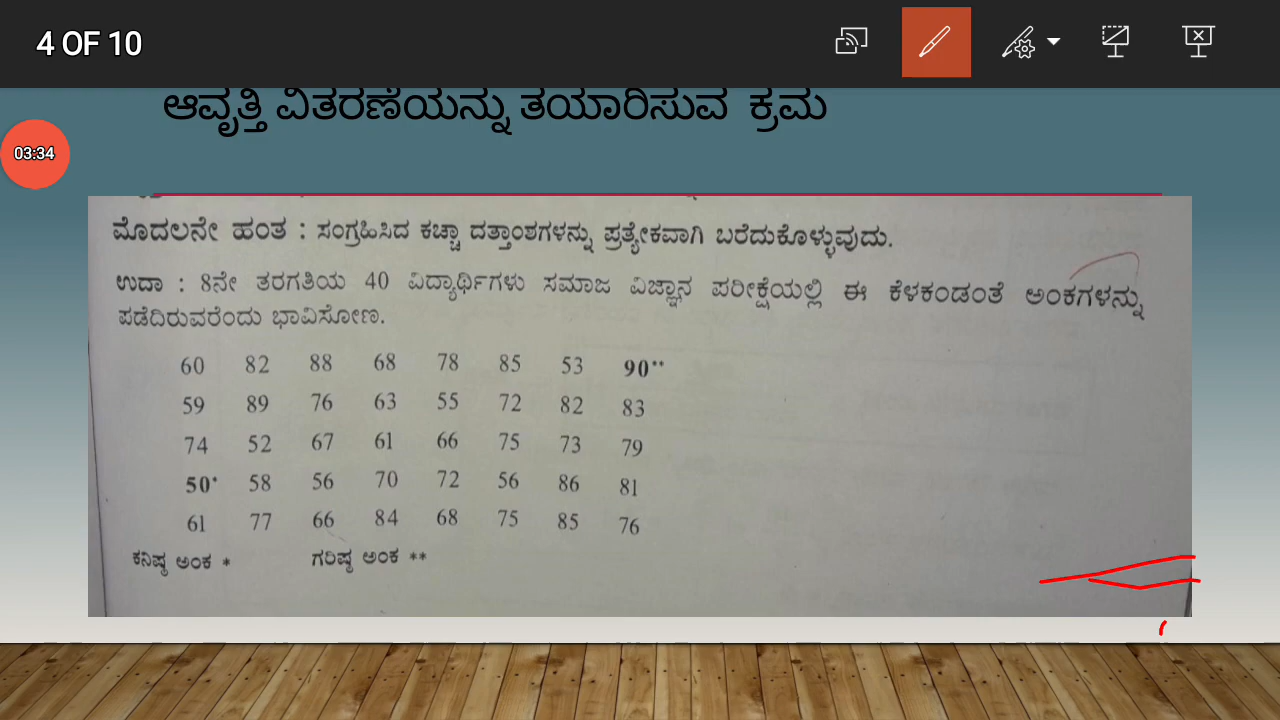 4 OF 10
ಆವೃತ್ತಿ ವಿತರಣೆಯನ್ನು ತಯಾರಿಸುವ ಕ್ರಮ
03:34
ಮೊದಲನೇ ಹಂತ : ಸಂಗ್ರಹಿಸಿದ ಕಚ್ಚಾ ದತ್ತಾಂಶಗಳನ್ನು ಪ್ರತ್ಯೇಕವಾಗಿ ಬರೆದುಕೊಳ್ಳುವುದು.
ಉದಾ : 8ನೇ ತರಗತಿಯ 40 ವಿದ್ಯಾರ್ಥಿಗಳು ಸಮಾಜ ವಿಜ್ಞಾನ ಪರೀಕ್ಷೆಯಲ್ಲಿ ಈ ಕೆಳಕಂಡಂತೆ ಅಂಕಗಳನ್ನು
ಪಡೆದಿರುವರೆಂದು ಭಾವಿಸೋಣ.
60 82 88 68 78 85 53 90**
59 89 76 63 55 72 82 83
74 52 67 61 66 75 73 79
50* 58 56 70 72 56 86 81
61 77 66 84 68 75 85 76
ಕನಿಷ್ಠ ಅಂಕ * ಗರಿಷ್ಠ ಅಂಕ **